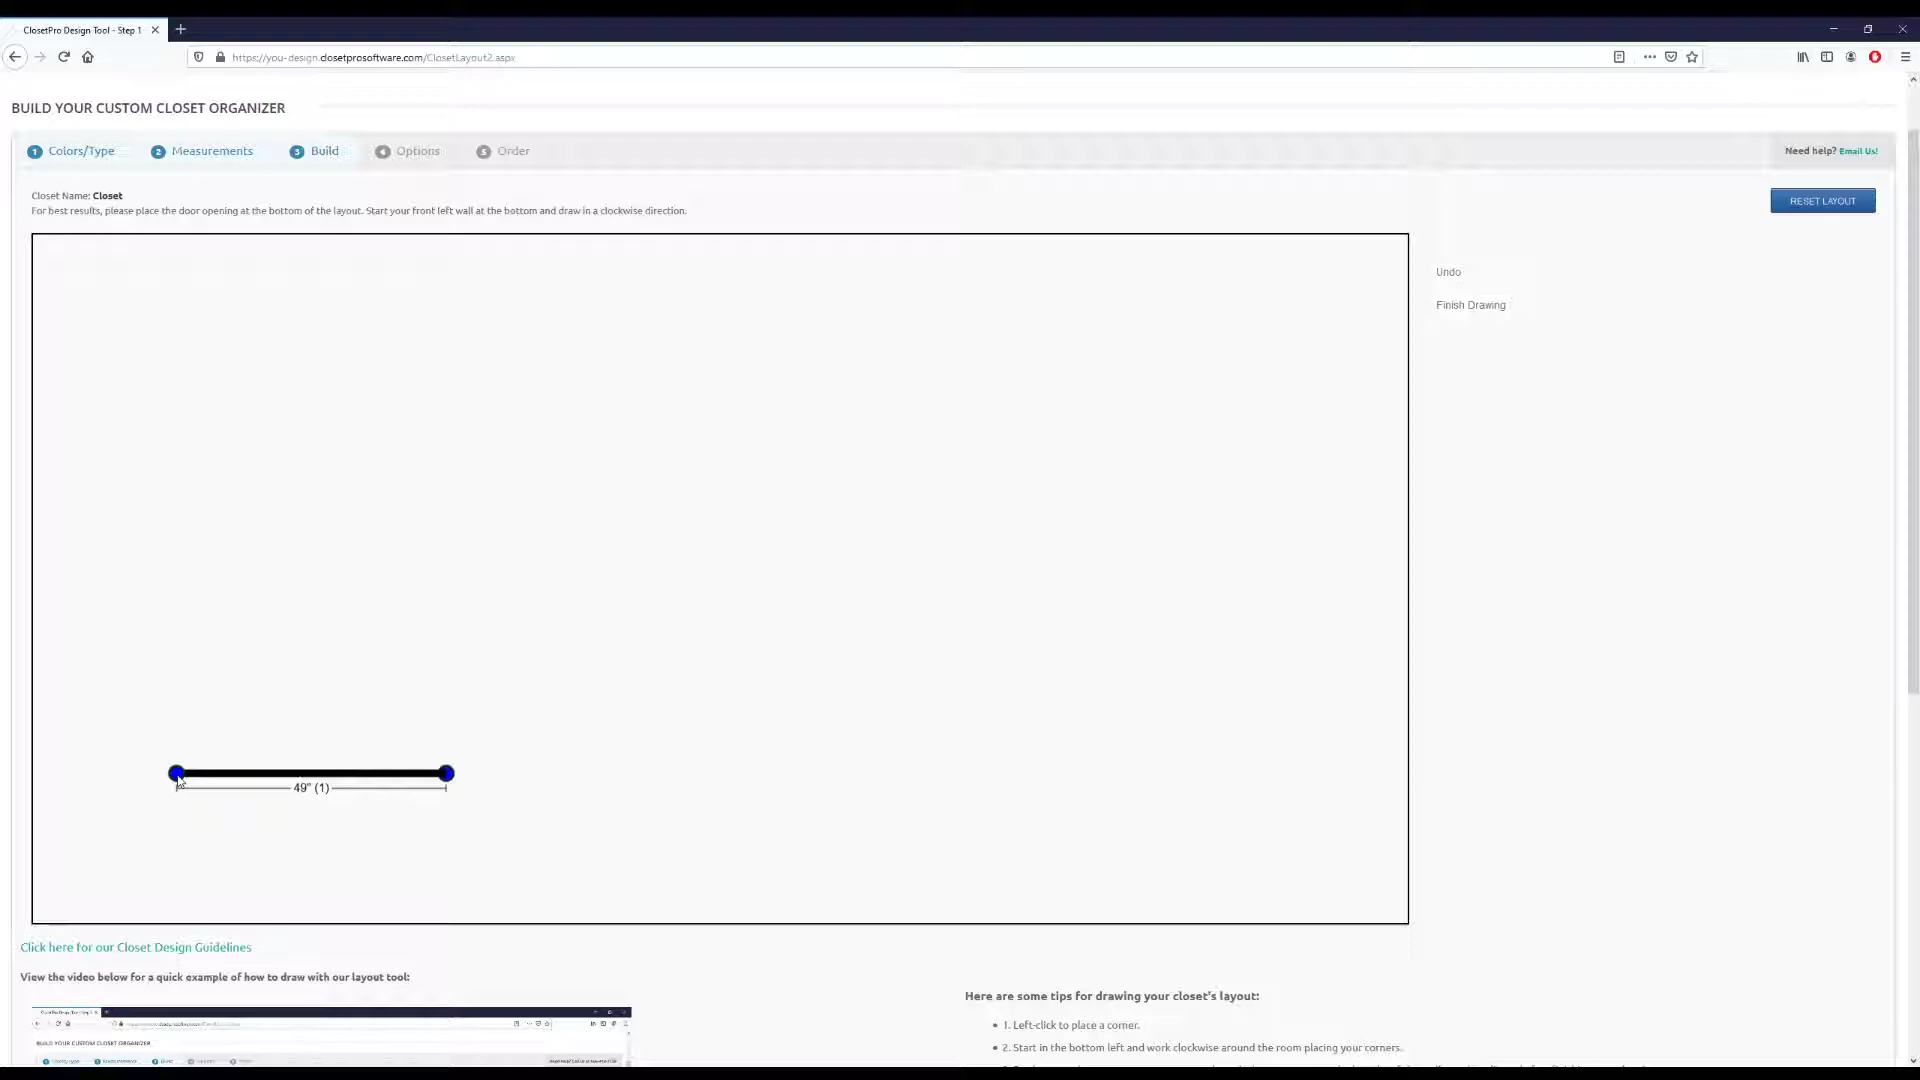 ClosetPro Design Tool - Step 1
https://you-design.closetprosoftware.com/ClosetLayout2.aspx
BUILD YOUR CUSTOM CLOSET ORGANIZER
1 Colors/Type 2 Measurements 3 Build 4 Options 5 Order
Need help? Email Us!
Closet Name: Closet
For best results, please place the door opening at the bottom of the layout. Start your front left wall at the bottom and draw in a clockwise direction.
RESET LAYOUT
Undo
Finish Drawing
49" (1)
Click here for our Closet Design Guidelines
View the video below for a quick example of how to draw with our layout tool:
Here are some tips for drawing your closet's layout:
1. Left-click to place a corner.
2. Start in the bottom left and work clockwise around the room placing your corners.
BUILD YOUR CUSTOM CLOSET ORGANIZER